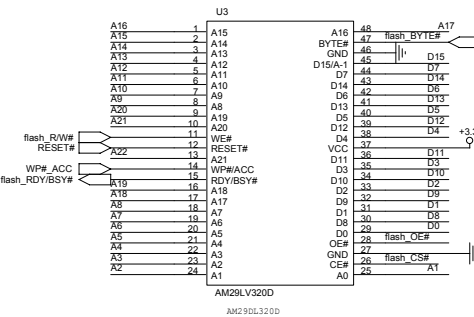 U3
A16 1 A15 A16 48 A17
A15 2 A14 BYTE# 47 flash_BYTE#
A14 3 A13 GND 46
A13 4 A12 D15/A-1 45 D15
A12 5 A11 D7 44 D7
A11 6 A10 D14 43 D14
A10 7 A9 D6 42 D6
A9 8 A8 D13 41 D13
A20 9 A19 D5 40 D5
A21 10 A20 D12 39 D12
flash_R/W# 11 WE# D4 38 D4
RESET# 12 RESET# VCC 37
A22 13 A21 D11 36 D11
WP#_ACC 14 WP#/ACC D3 35 D3
flash_RDY/BSY# 15 RDY/BSY# D10 34 D10
A19 16 A18 D2 33 D2
A18 17 A17 D9 32 D9
A8 18 A7 D1 31 D1
A7 19 A6 D8 30 D8
A6 20 A5 D0 29 D0
A5 21 A4 OE# 28 flash_OE#
A4 22 A3 GND 27
A3 23 A2 CE# 26 flash_CS#
A2 24 A1 A0 25 A1
AM29LV320D
AM29DL320D